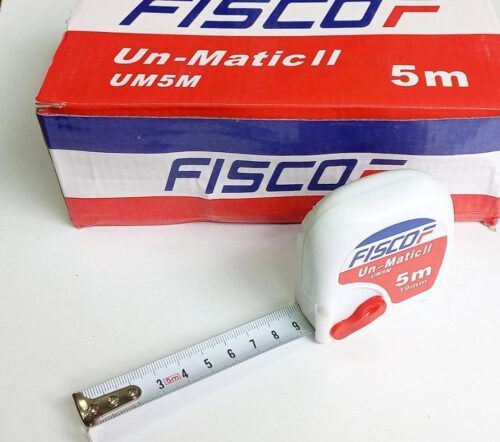 FISCO F
Un-Matic II
UM5M
5m
FISCO F
FISCO F
Un-Matic II
UM5M
5m
19mm
3 5m 4 5 6 7 8 9